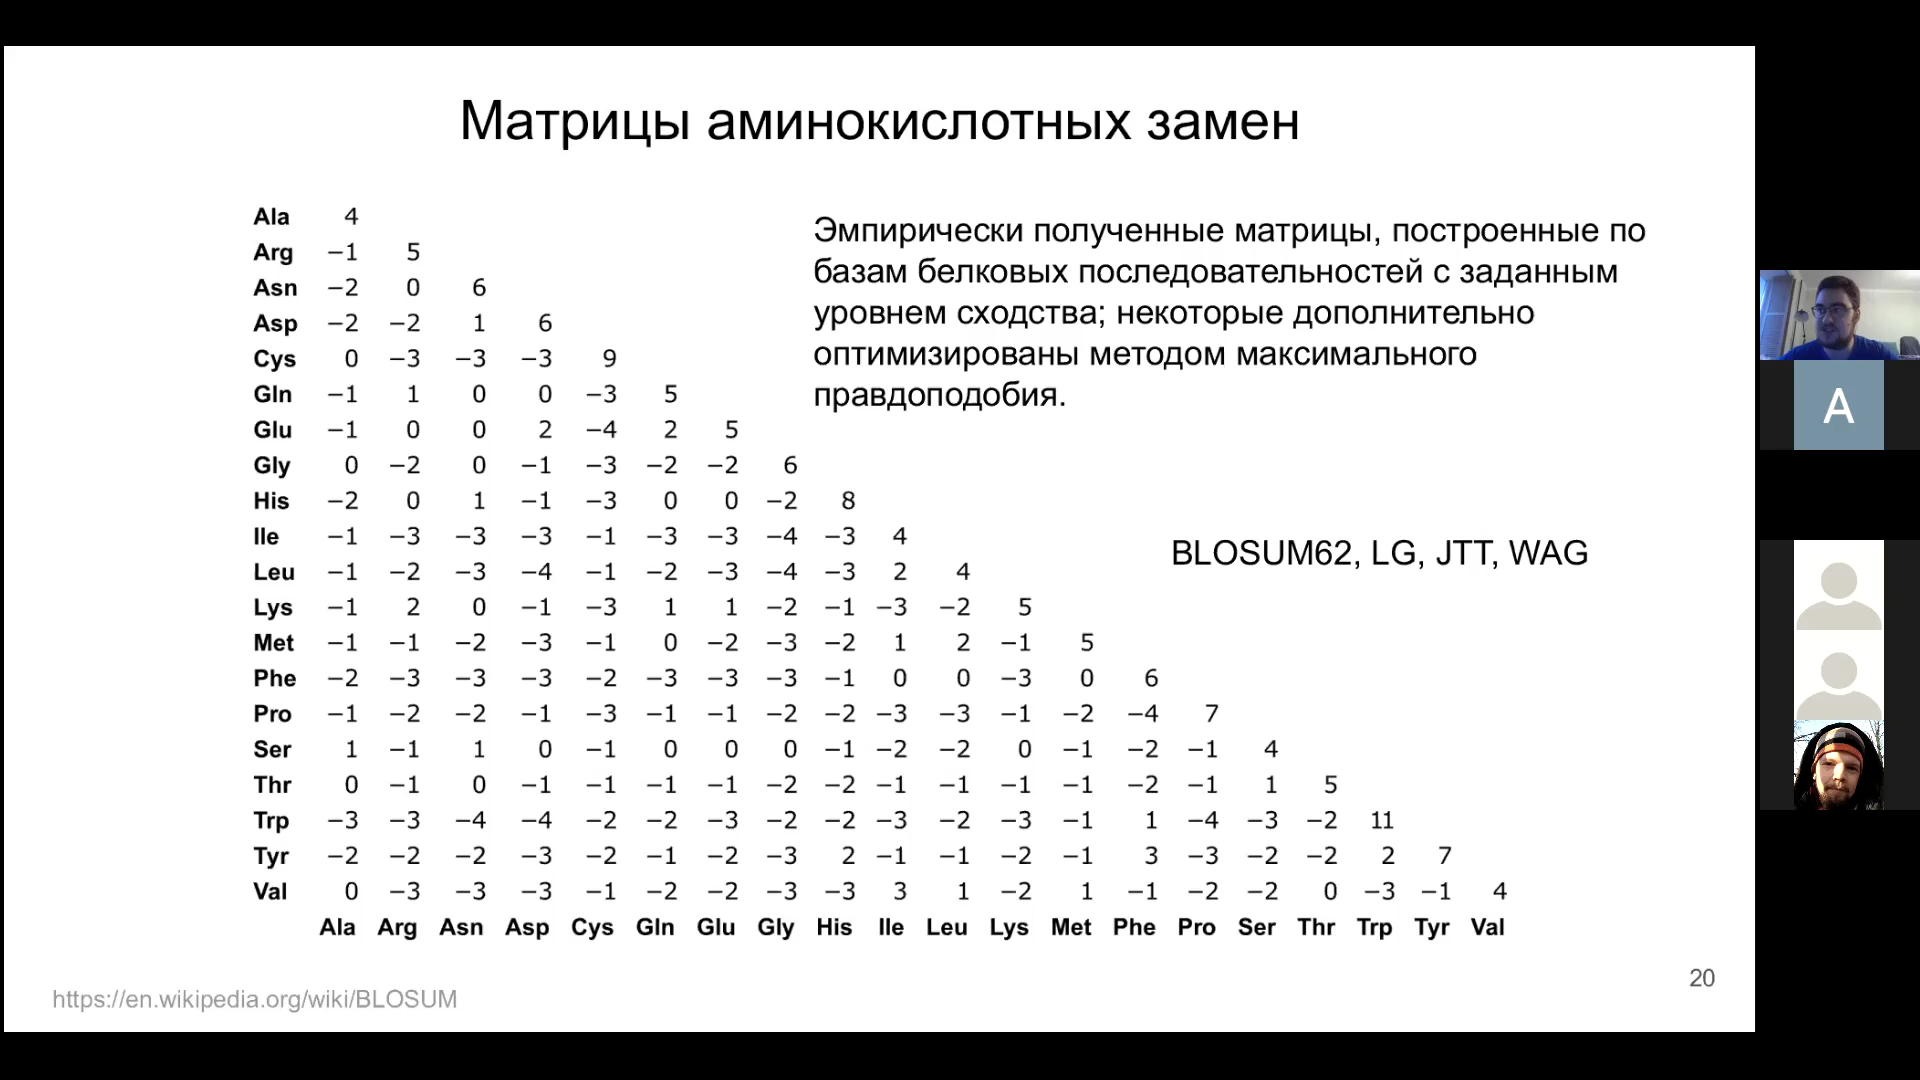 Матрицы аминокислотных замен
Ala 4
Arg −1 5
Asn −2 0 6
Asp −2 −2 1 6
Cys 0 −3 −3 −3 9
Gln −1 1 0 0 −3 5
Glu −1 0 0 2 −4 2 5
Gly 0 −2 0 −1 −3 −2 −2 6
His −2 0 1 −1 −3 0 0 −2 8
Ile −1 −3 −3 −3 −1 −3 −3 −4 −3 4
Leu −1 −2 −3 −4 −1 −2 −3 −4 −3 2 4
Lys −1 2 0 −1 −3 1 1 −2 −1 −3 −2 5
Met −1 −1 −2 −3 −1 0 −2 −3 −2 1 2 −1 5
Phe −2 −3 −3 −3 −2 −3 −3 −3 −1 0 0 −3 0 6
Pro −1 −2 −2 −1 −3 −1 −1 −2 −2 −3 −3 −1 −2 −4 7
Ser 1 −1 1 0 −1 0 0 0 −1 −2 −2 0 −1 −2 −1 4
Thr 0 −1 0 −1 −1 −1 −1 −2 −2 −1 −1 −1 −1 −2 −1 1 5
Trp −3 −3 −4 −4 −2 −2 −3 −2 −2 −3 −2 −3 −1 1 −4 −3 −2 11
Tyr −2 −2 −2 −3 −2 −1 −2 −3 2 −1 −1 −2 −1 3 −3 −2 −2 2 7
Val 0 −3 −3 −3 −1 −2 −2 −3 −3 3 1 −2 1 −1 −2 −2 0 −3 −1 4
Ala Arg Asn Asp Cys Gln Glu Gly His Ile Leu Lys Met Phe Pro Ser Thr Trp Tyr Val
Эмпирически полученные матрицы, построенные по
базам белковых последовательностей с заданным
уровнем сходства; некоторые дополнительно
оптимизированы методом максимального
правдоподобия.
BLOSUM62, LG, JTT, WAG
https://en.wikipedia.org/wiki/BLOSUM
20
A